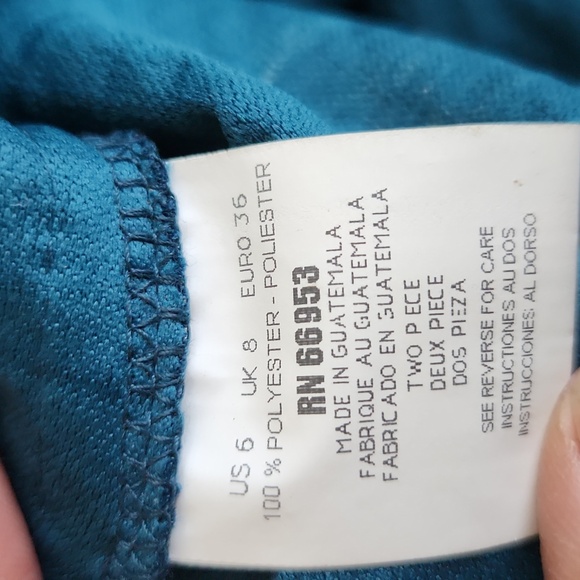 US 6 UK 8 EURO 36
100 % POLYESTER - POLIESTER
RN 66953
MADE IN GUATEMALA
FABRIQUE AU GUATEMALA
FABRICADO EN GUATEMALA
TWO PECE
DEUX PIECE
DOS PIEZA
SEE REVERSE FOR CARE
INSTRUCTIONES AU DOS
INSTRUCCIONES AL DORSO